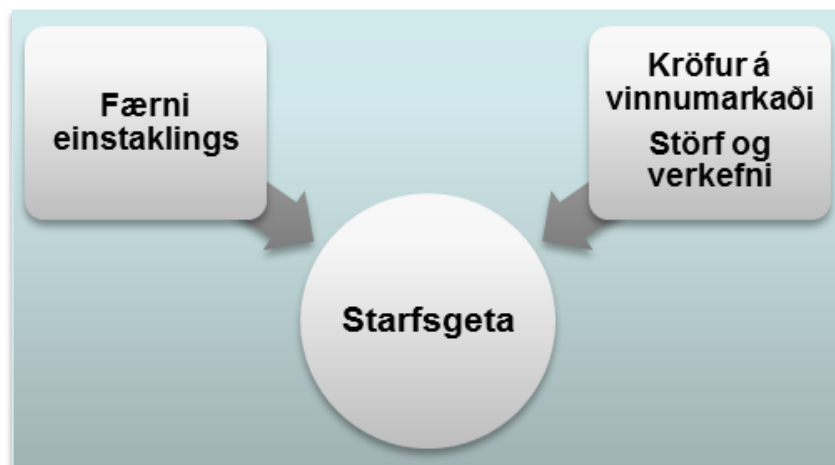 Færni
einstaklings
Kröfur á
vinnumarkaði
Störf og
verkefni
Starfsgeta